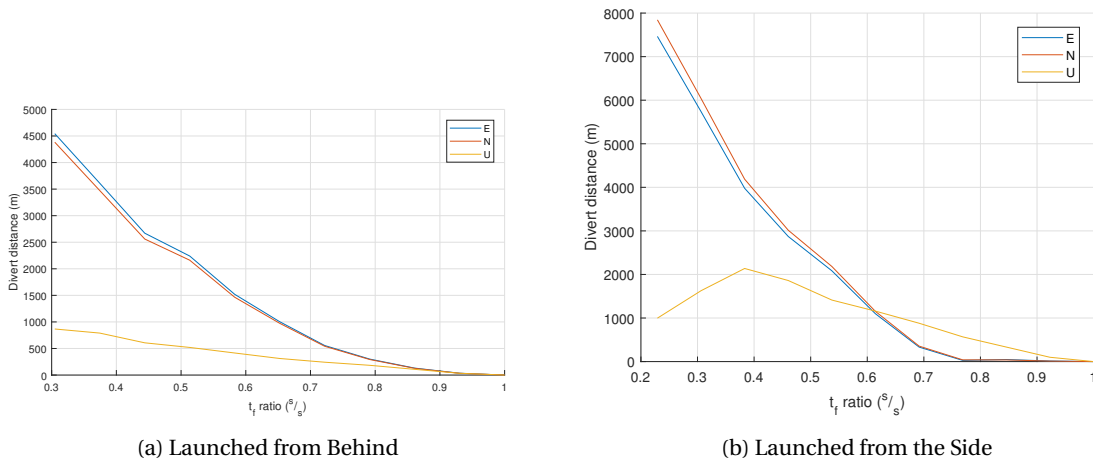 5000
4500
4000
3500
3000
2500
2000
1500
1000
500
0
Divert distance (m)
E
N
U
0.3 0.4 0.5 0.6 0.7 0.8 0.9 1
t_f ratio (s/s)
(a) Launched from Behind
8000
7000
6000
5000
4000
3000
2000
1000
0
Divert distance (m)
E
N
U
0.2 0.3 0.4 0.5 0.6 0.7 0.8 0.9 1
t_f ratio (s/s)
(b) Launched from the Side